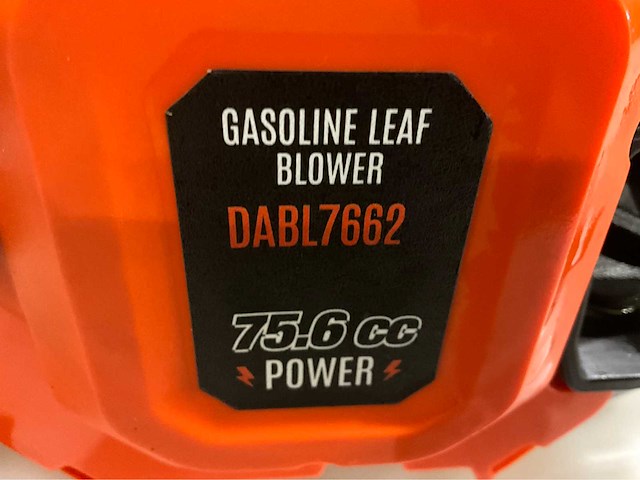 GASOLINE LEAF
BLOWER
DABL7662
75.6 cc
POWER